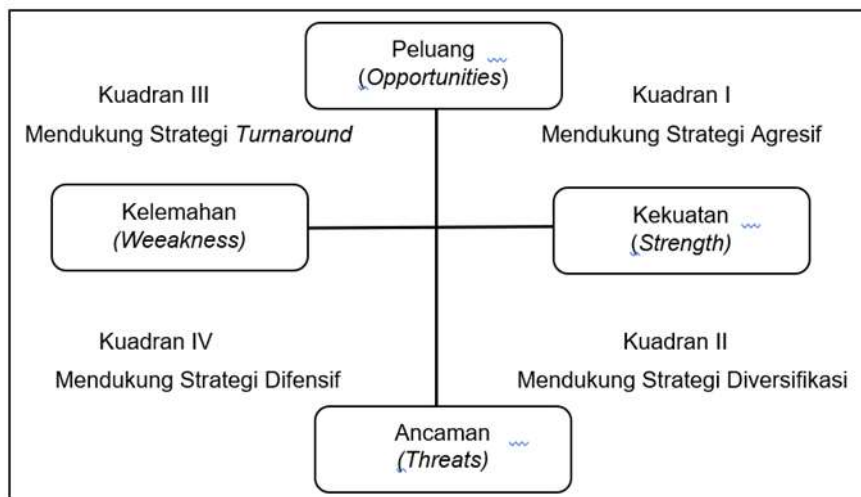 Peluang
(Opportunities)
Kuadran III
Mendukung Strategi Turnaround
Kuadran I
Mendukung Strategi Agresif
Kelemahan
(Weeakness)
Kekuatan
(Strength)
Kuadran IV
Mendukung Strategi Difensif
Kuadran II
Mendukung Strategi Diversifikasi
Ancaman
(Threats)